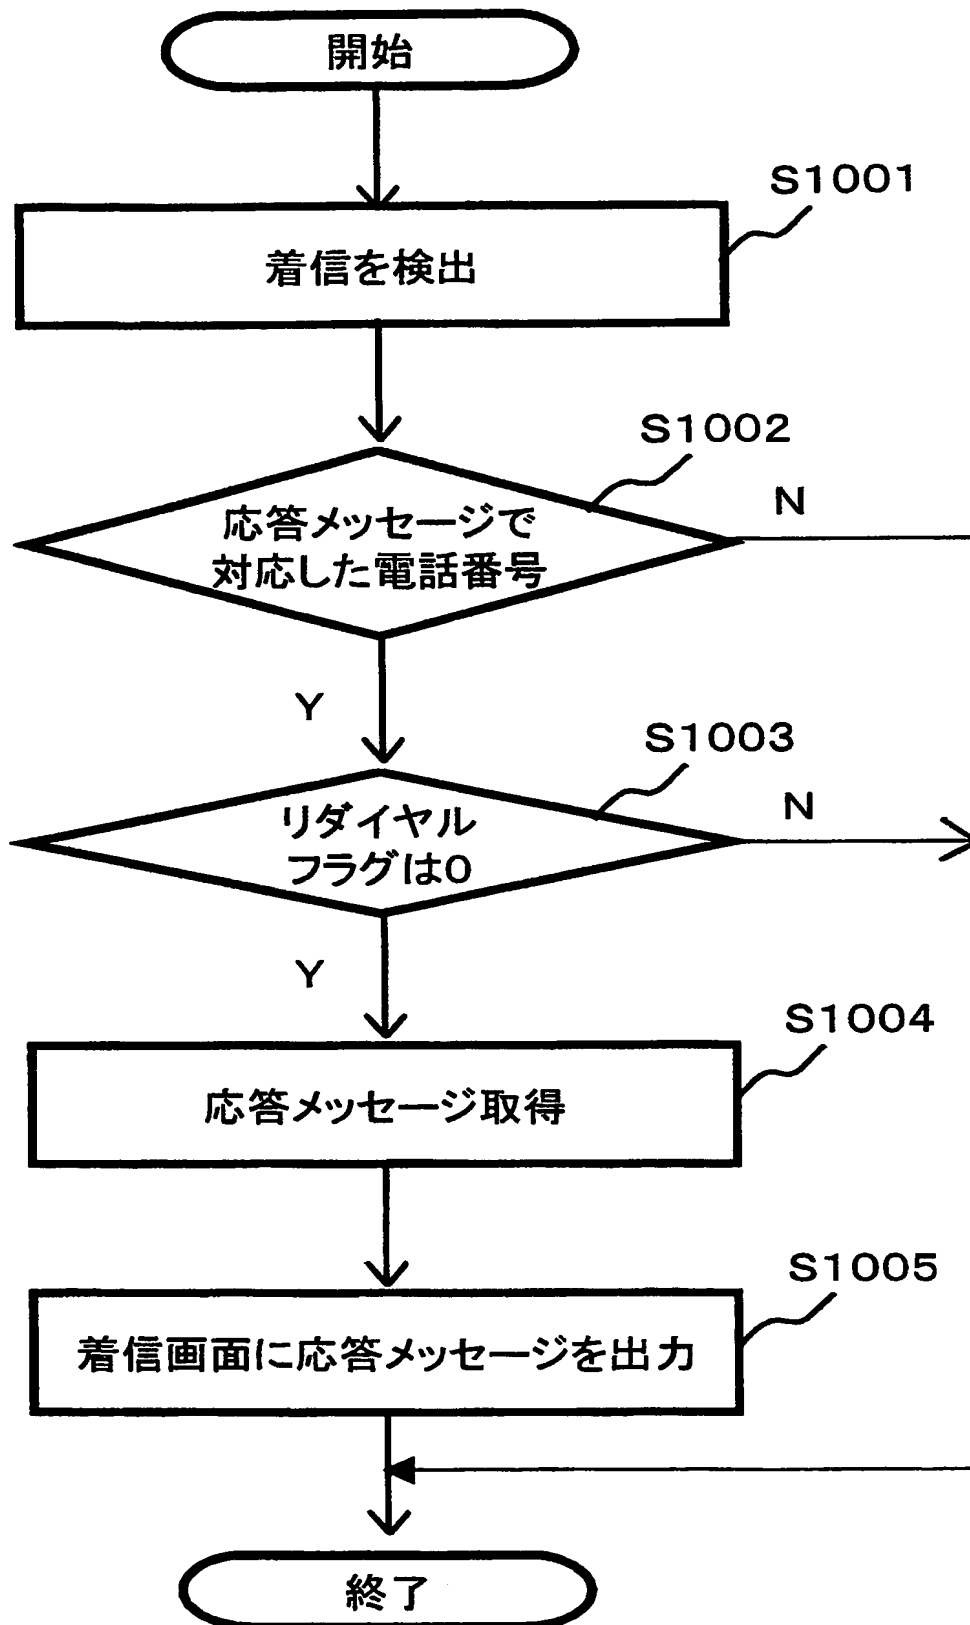 開始
S1001
着信を検出
S1002
応答メッセージで
対応した電話番号
N
Y
S1003
リダイヤル
フラグは0
N
Y
S1004
応答メッセージ取得
S1005
着信画面に応答メッセージを出力
終了